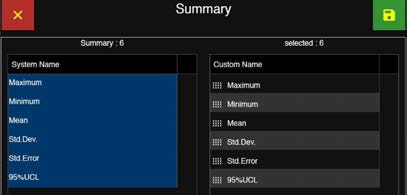 Summary
Summary : 6
selected : 6
System Name
Custom Name
Maximum
Minimum
Mean
Std.Dev.
Std.Error
95%UCL
Maximum
Minimum
Mean
Std.Dev.
Std.Error
95%UCL